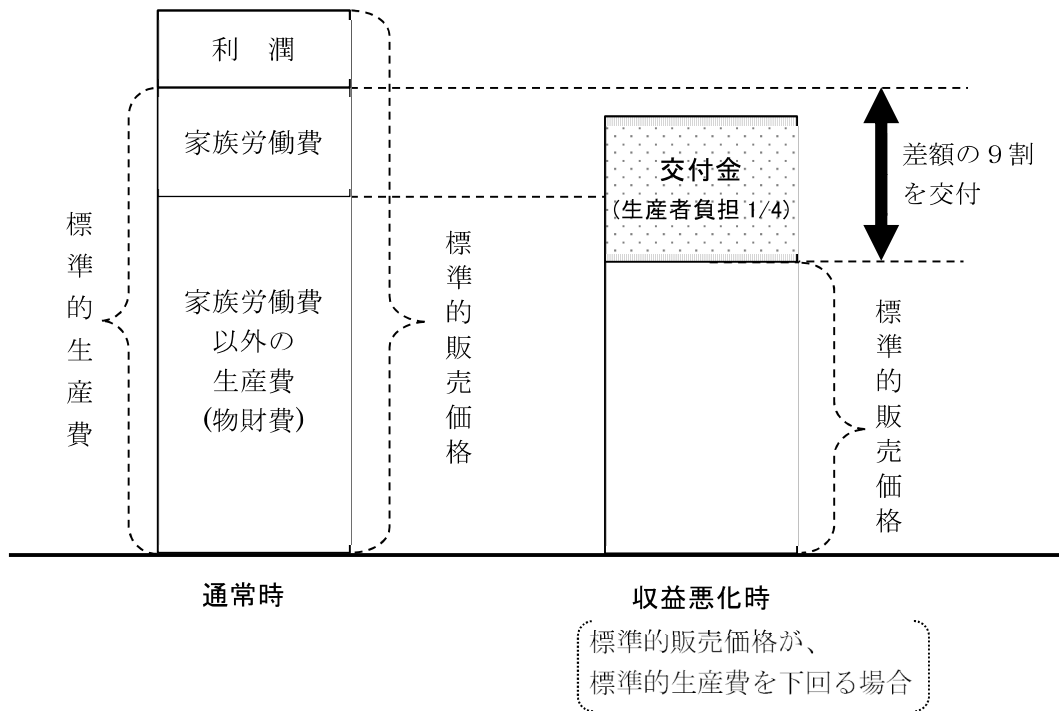 利　潤
家族労働費
家族労働費
以外の
生産費
(物財費)
標準的生産費
標準的販売価格
交付金
(生産者負担 1/4)
差額の９割
を交付
標準的販売価格
通常時
収益悪化時
標準的販売価格が、
標準的生産費を下回る場合